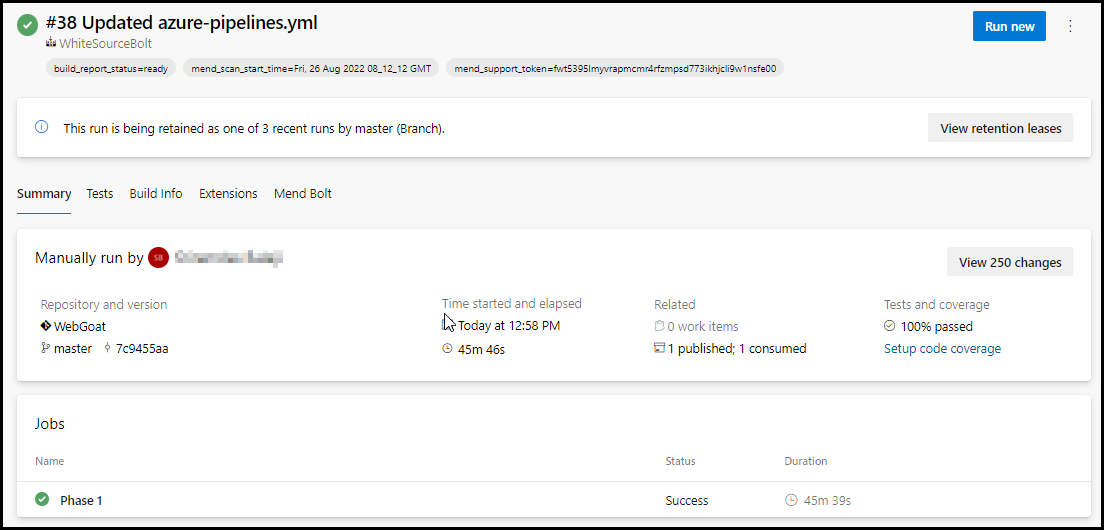 #38 Updated azure-pipelines.yml
Run new
WhiteSourceBolt
build_report_status=ready mend_scan_start_time=Fri, 26 Aug 2022 08_12_12 GMT mend_support_token=fwt5395lmyvrapmcmr4rfzmpsd773ikhjcli9w1nsfe00
This run is being retained as one of 3 recent runs by master (Branch). View retention leases
Summary Tests Build Info Extensions Mend Bolt
Manually run by SB
View 250 changes
Repository and version Time started and elapsed Related Tests and coverage
WebGoat Today at 12:58 PM 0 work items 100% passed
master 7c9455aa 45m 46s 1 published; 1 consumed Setup code coverage
Jobs
Name Status Duration
Phase 1 Success 45m 39s